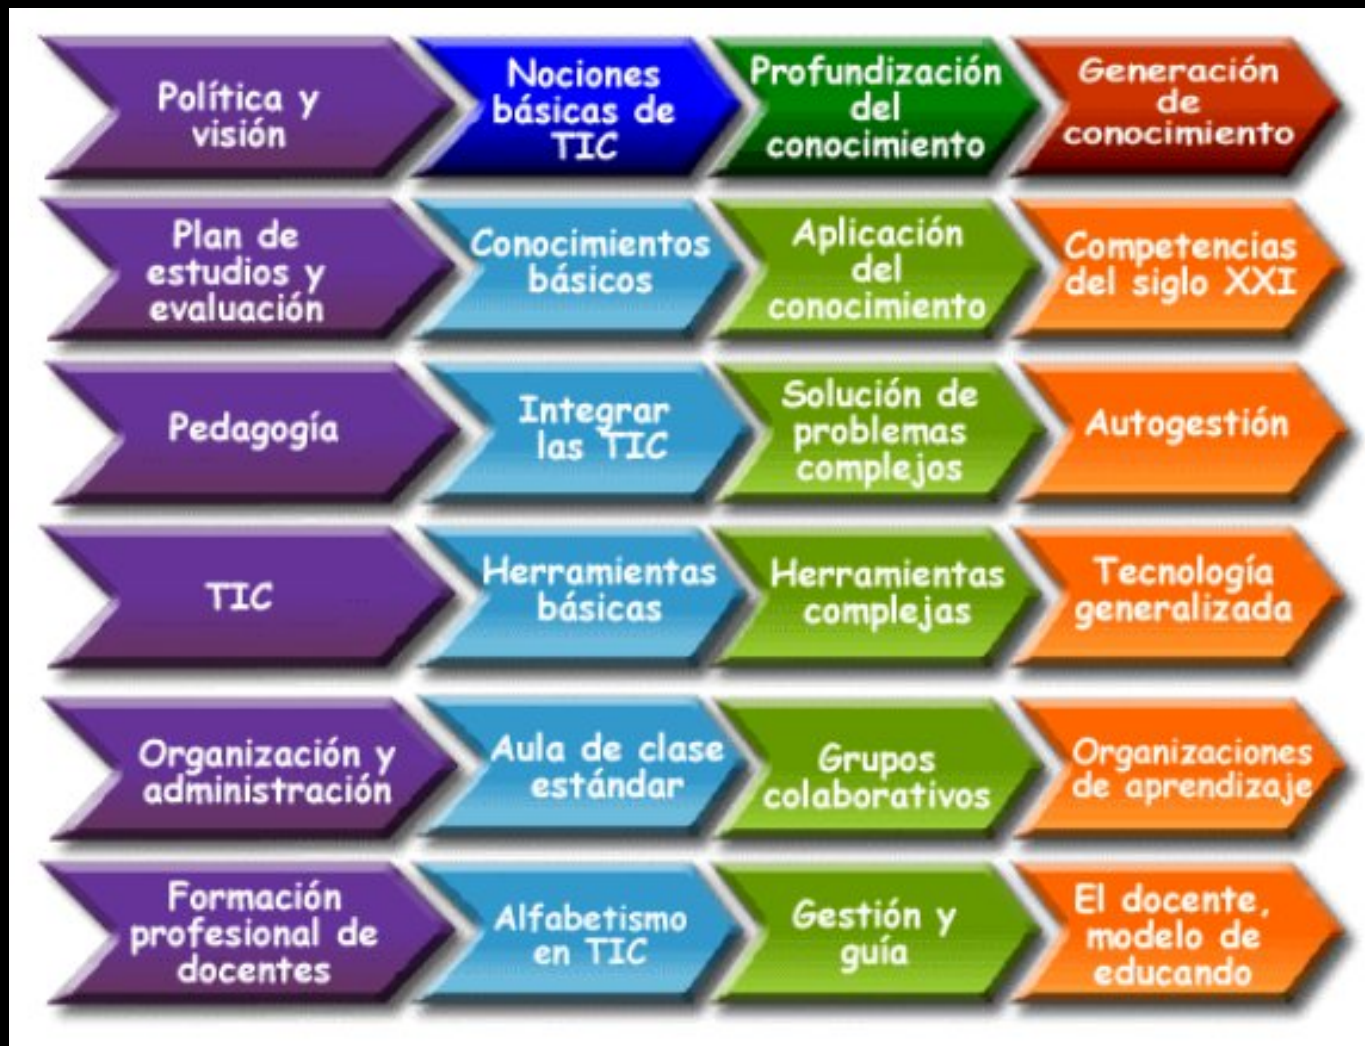 Política y
visión
Nociones
básicas de
TIC
Profundización
del
conocimiento
Generación
de
conocimiento
Plan de
estudios y
evaluación
Conocimientos
básicos
Aplicación
del
conocimiento
Competencias
del siglo XXI
Pedagogía
Integrar
las TIC
Solución de
problemas
complejos
Autogestión
TIC
Herramientas
básicas
Herramientas
complejas
Tecnología
generalizada
Organización y
administración
Aula de clase
estándar
Grupos
colaborativos
Organizaciones
de aprendizaje
Formación
profesional de
docentes
Alfabetismo
en TIC
Gestión y
guía
El docente,
modelo de
educando